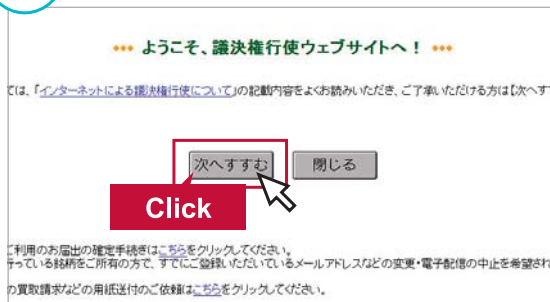 ••• ようこそ、議決権行使ウェブサイトへ！ •••
ては、「インターネットによる議決権行使について」の記載内容をよくお読みいただき、ご了承いただける方は【次へす
次へすすむ 閉じる
Click
ご利用のお届出の確定手続きはこちらをクリックしてください。
行っている銘柄をご所有の方で、すでにご登録いただいているメールアドレスなどの変更・電子配信の中止を希望され
の買取請求などの用紙送付のご依頼はこちらをクリックしてください。